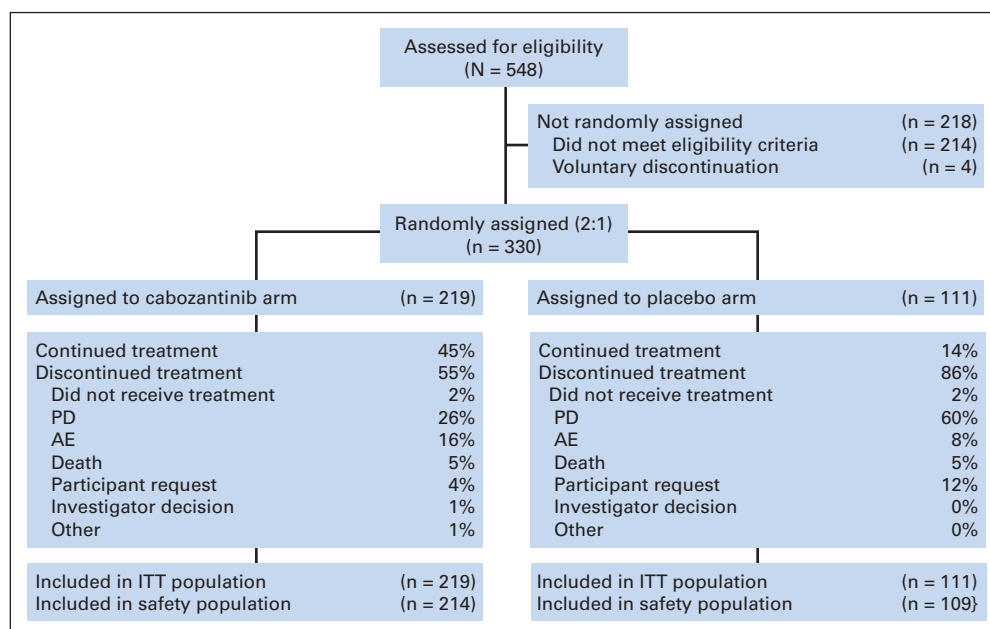 Assessed for eligibility
(N = 548)
Not randomly assigned (n = 218)
Did not meet eligibility criteria (n = 214)
Voluntary discontinuation (n = 4)
Randomly assigned (2:1)
(n = 330)
Assigned to cabozantinib arm (n = 219)
Continued treatment 45%
Discontinued treatment 55%
Did not receive treatment 2%
PD 26%
AE 16%
Death 5%
Participant request 4%
Investigator decision 1%
Other 1%
Included in ITT population (n = 219)
Included in safety population (n = 214)
Assigned to placebo arm (n = 111)
Continued treatment 14%
Discontinued treatment 86%
Did not receive treatment 2%
PD 60%
AE 8%
Death 5%
Participant request 12%
Investigator decision 0%
Other 0%
Included in ITT population (n = 111)
Included in safety population (n = 109}